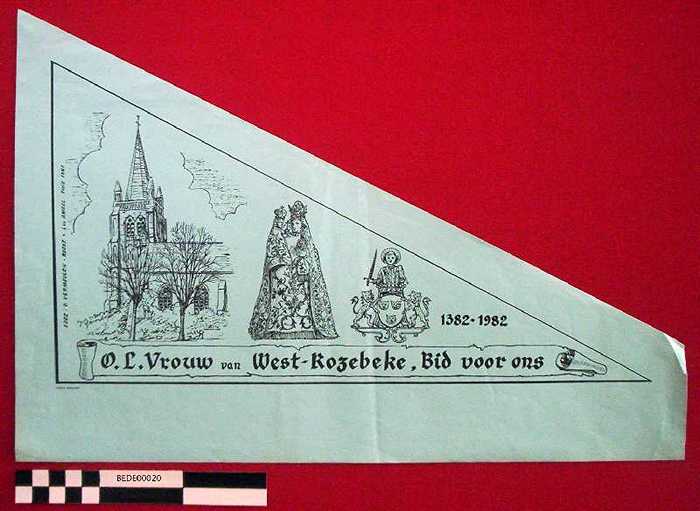 1382-1982
O.L. Vrouw van West-Rozebeke, Bid voor ons
BEDE00020